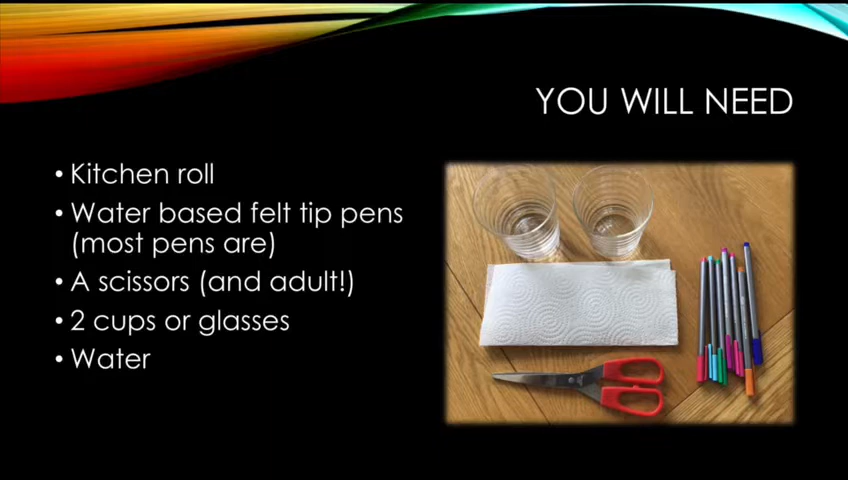 YOU WILL NEED
• Kitchen roll
• Water based felt tip pens
(most pens are)
• A scissors (and adult!)
• 2 cups or glasses
• Water